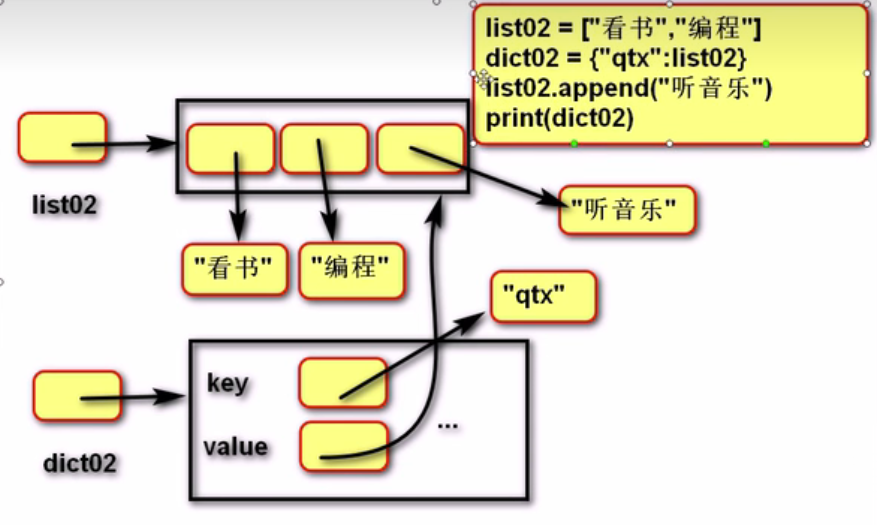 list02 = ["看书","编程"]
dict02 = {"qtx":list02}
list02.append("听音乐")
print(dict02)
list02
"听音乐"
"看书"
"编程"
"qtx"
key
value
...
dict02